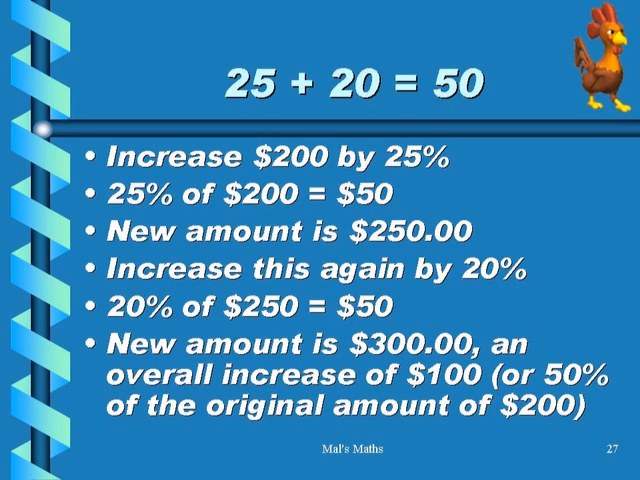 25 + 20 = 50
• Increase $200 by 25%
• 25% of $200 = $50
• New amount is $250.00
• Increase this again by 20%
• 20% of $250 = $50
• New amount is $300.00, an
overall increase of $100 (or 50%
of the original amount of $200)
Mal's Maths
27